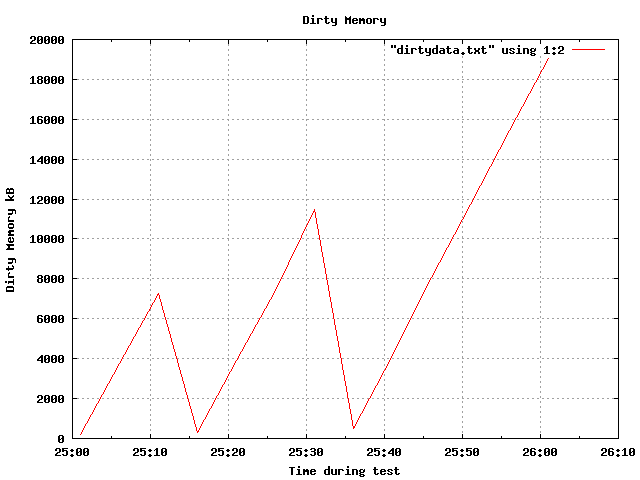 Dirty Memory
"dirtydata.txt" using 1:2
20000
18000
16000
14000
12000
10000
8000
6000
4000
2000
0
Dirty Memory kB
25:00 25:10 25:20 25:30 25:40 25:50 26:00 26:10
Time during test